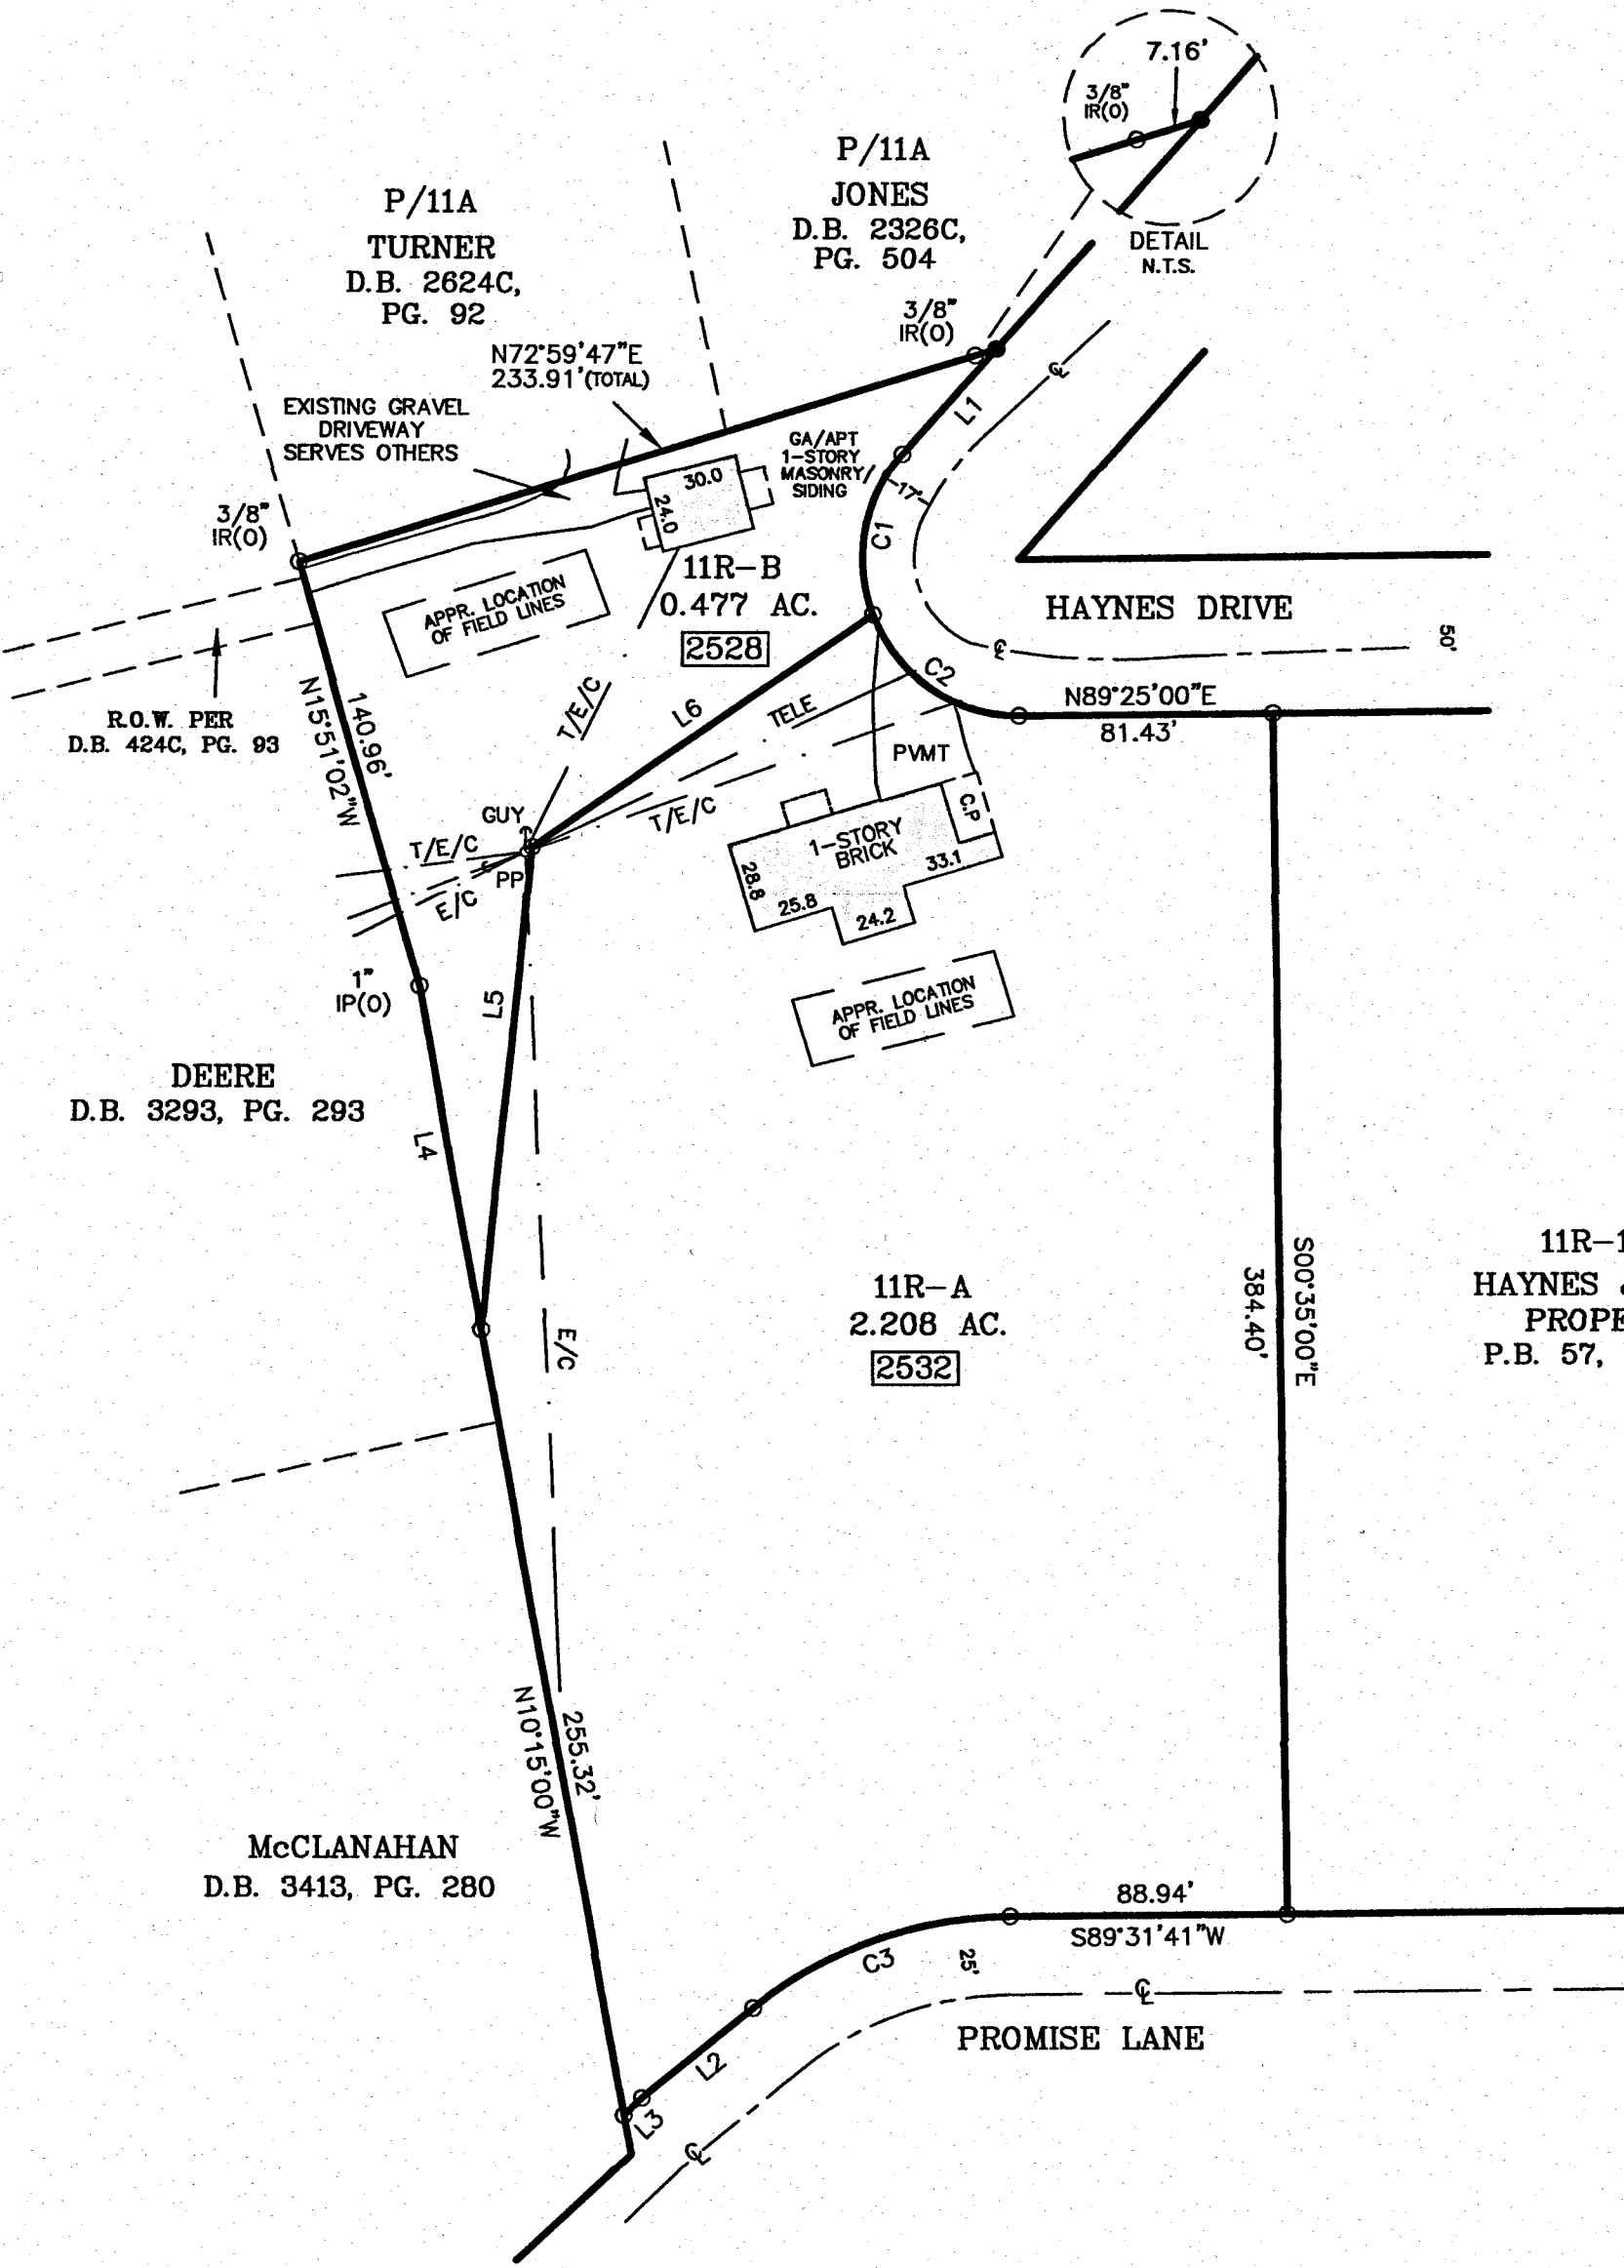 7.16'
3/8"
IR(O)
DETAIL
N.T.S.
P/11A
JONES
D.B. 2326C,
PG. 504
P/11A
TURNER
D.B. 2624C,
PG. 92
3/8"
IR(O)
N72°59'47"E
233.91'(TOTAL)
EXISTING GRAVEL
DRIVEWAY
SERVES OTHERS
GA/APT
1-STORY
MASONRY/
SIDING
30.0
24.0
L1
17'
C1
3/8"
IR(O)
11R-B
0.477 AC.
2528
APPR. LOCATION
OF FIELD LINES
HAYNES DRIVE
50'
R.O.W. PER
D.B. 424C, PG. 93
140.96'
N15°51'02"W
T/E/C
L6
TELE
C2
N89°25'00"E
81.43'
PVMT
T/E/C
GUY
T/E/C
PP
E/C
C.P
1-STORY
BRICK
28.8
25.8
24.2
33.1
1"
IP(O)
L5
APPR. LOCATION
OF FIELD LINES
DEERE
D.B. 3293, PG. 293
L4
11R-A
2.208 AC.
2532
E/C
S00°35'00"E
384.40'
HAYNES
P.B. 57,
255.32'
N10°15'00"W
McCLANAHAN
D.B. 3413, PG. 280
88.94'
S89°31'41"W
C3
25'
PROMISE LANE
L2
L3